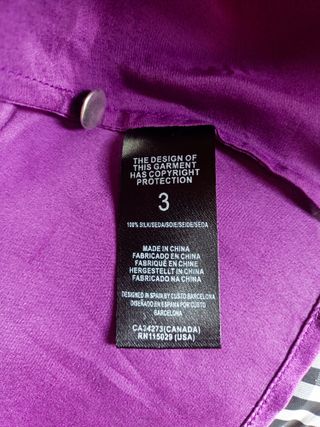 THE DESIGN OF
THIS GARMENT
HAS COPYRIGHT
PROTECTION
3
100% SILK/SEDA/SOIE/SEIDE/SEDA
MADE IN CHINA
FABRICADO EN CHINA
FABRIQUÉ EN CHINE
HERGESTELLT IN CHINA
FABRICADO NA CHINA
DESIGNED IN SPAIN BY CUSTO BARCELONA
DISEÑADO EN ESPAÑA POR CUSTO
BARCELONA
CA34273(CANADA)
RN115029 (USA)